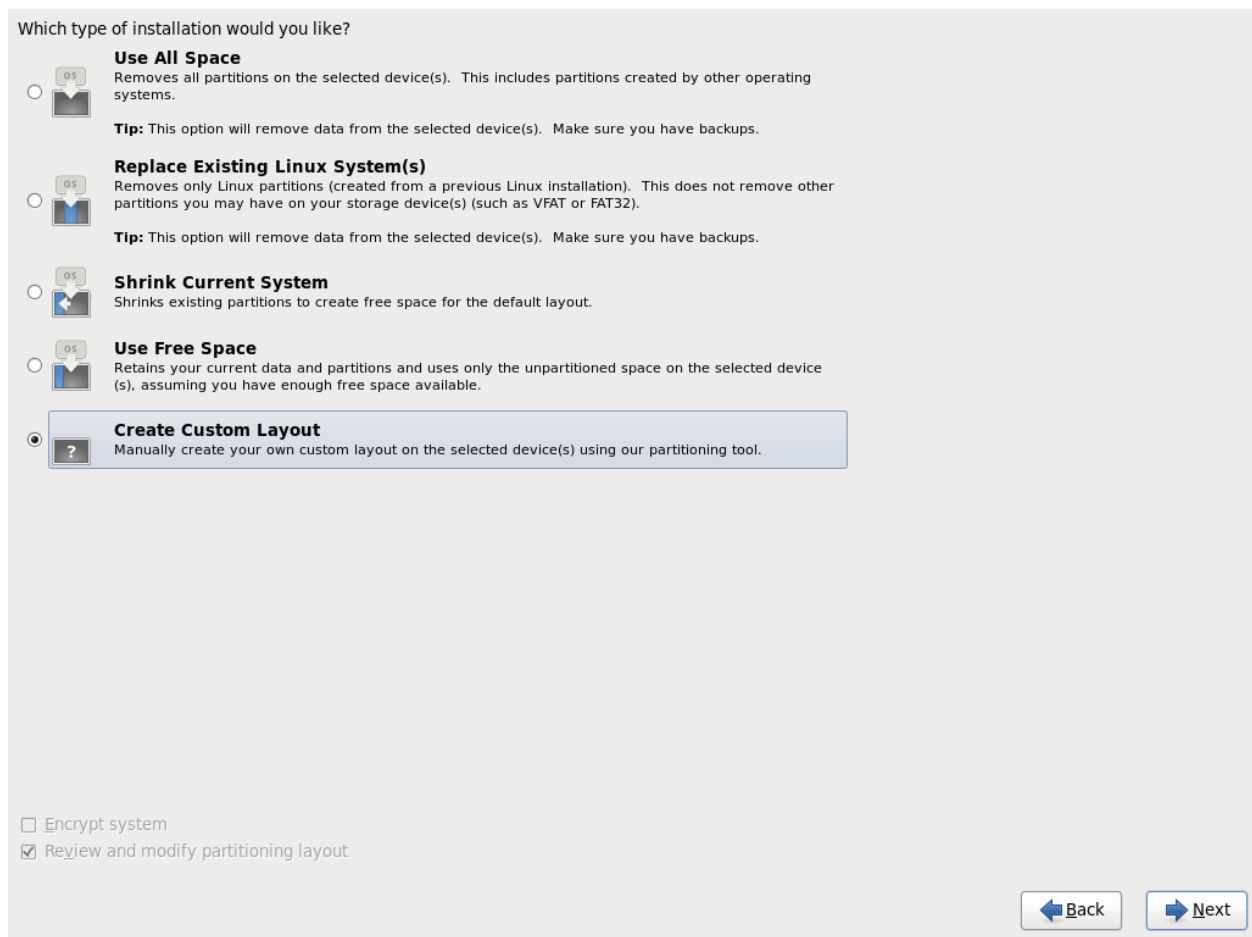 Which type of installation would you like?
Use All Space
OS
Removes all partitions on the selected device(s).  This includes partitions created by other operating
systems.
Tip: This option will remove data from the selected device(s).  Make sure you have backups.
Replace Existing Linux System(s)
OS
Removes only Linux partitions (created from a previous Linux installation).  This does not remove other
partitions you may have on your storage device(s) (such as VFAT or FAT32).
Tip: This option will remove data from the selected device(s).  Make sure you have backups.
OS
Shrink Current System
Shrinks existing partitions to create free space for the default layout.
OS
Use Free Space
Retains your current data and partitions and uses only the unpartitioned space on the selected device
(s), assuming you have enough free space available.
Create Custom Layout
?
Manually create your own custom layout on the selected device(s) using our partitioning tool.
Encrypt system
Review and modify partitioning layout
Back
Next